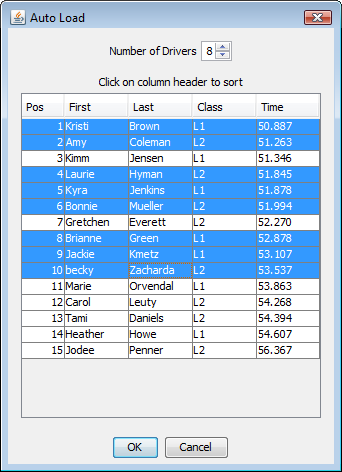 Auto Load
Number of Drivers 8
Click on column header to sort
Pos First Last Class Time
1 Kristi Brown L1 50.887
2 Amy Coleman L2 51.263
3 Kimm Jensen L1 51.346
4 Laurie Hyman L2 51.845
5 Kyra Jenkins L1 51.878
6 Bonnie Mueller L2 51.994
7 Gretchen Everett L2 52.270
8 Brianne Green L1 52.878
9 Jackie Kmetz L1 53.107
10 becky Zacharda L2 53.537
11 Marie Orvendal L1 53.863
12 Carol Leuty L2 54.268
13 Tami Daniels L2 54.394
14 Heather Howe L1 54.607
15 Jodee Penner L2 56.367
OK Cancel